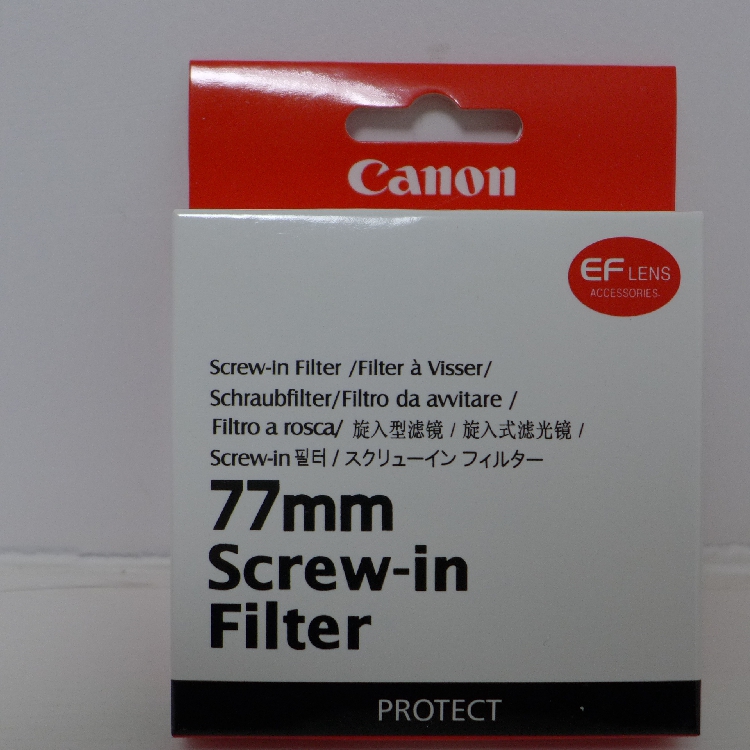 Canon
EF LENS
ACCESSORIES
Screw-In Filter /Filter à Visser/
Schraubfilter/Filtro da avvitare /
Filtro a rosca/ 旋入型滤镜 / 旋入式滤光镜 /
Screw-in 필터 / スクリューイン フィルター
77mm
Screw-in
Filter
PROTECT